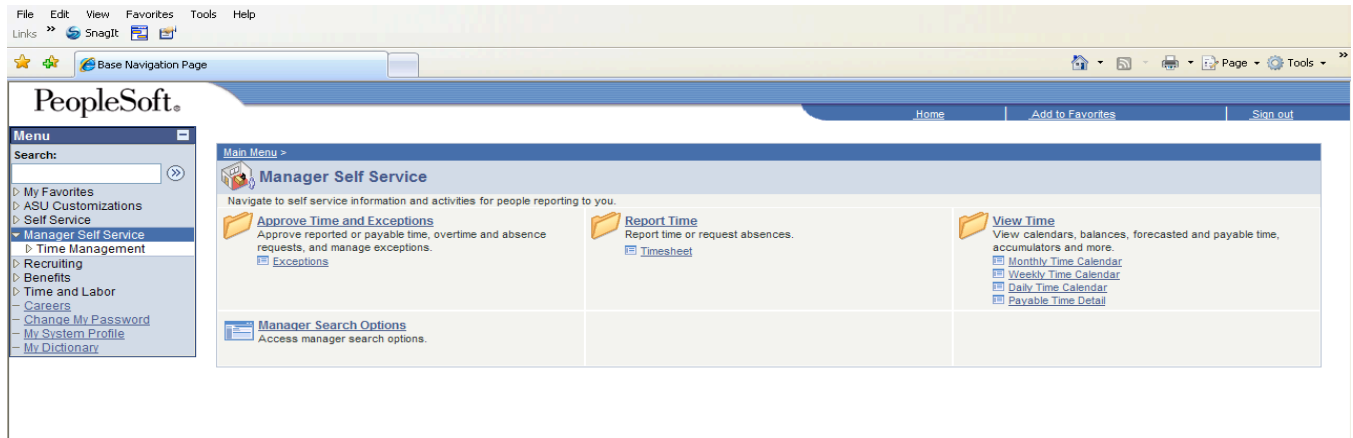 File Edit View Favorites Tools Help
Links » SnagIt
Base Navigation Page
Page Tools »
PeopleSoft®
Home Add to Favorites Sign out
Menu
Search:
My Favorites
ASU Customizations
Self Service
Manager Self Service
Time Management
Recruiting
Benefits
Time and Labor
Careers
Change My Password
My System Profile
My Dictionary
Main Menu >
Manager Self Service
Navigate to self service information and activities for people reporting to you.
Approve Time and Exceptions
Approve reported or payable time, overtime and absence
requests, and manage exceptions.
Exceptions
Report Time
Report time or request absences.
Timesheet
View Time
View calendars, balances, forecasted and payable time,
accumulators and more.
Monthly Time Calendar
Weekly Time Calendar
Daily Time Calendar
Payable Time Detail
Manager Search Options
Access manager search options.